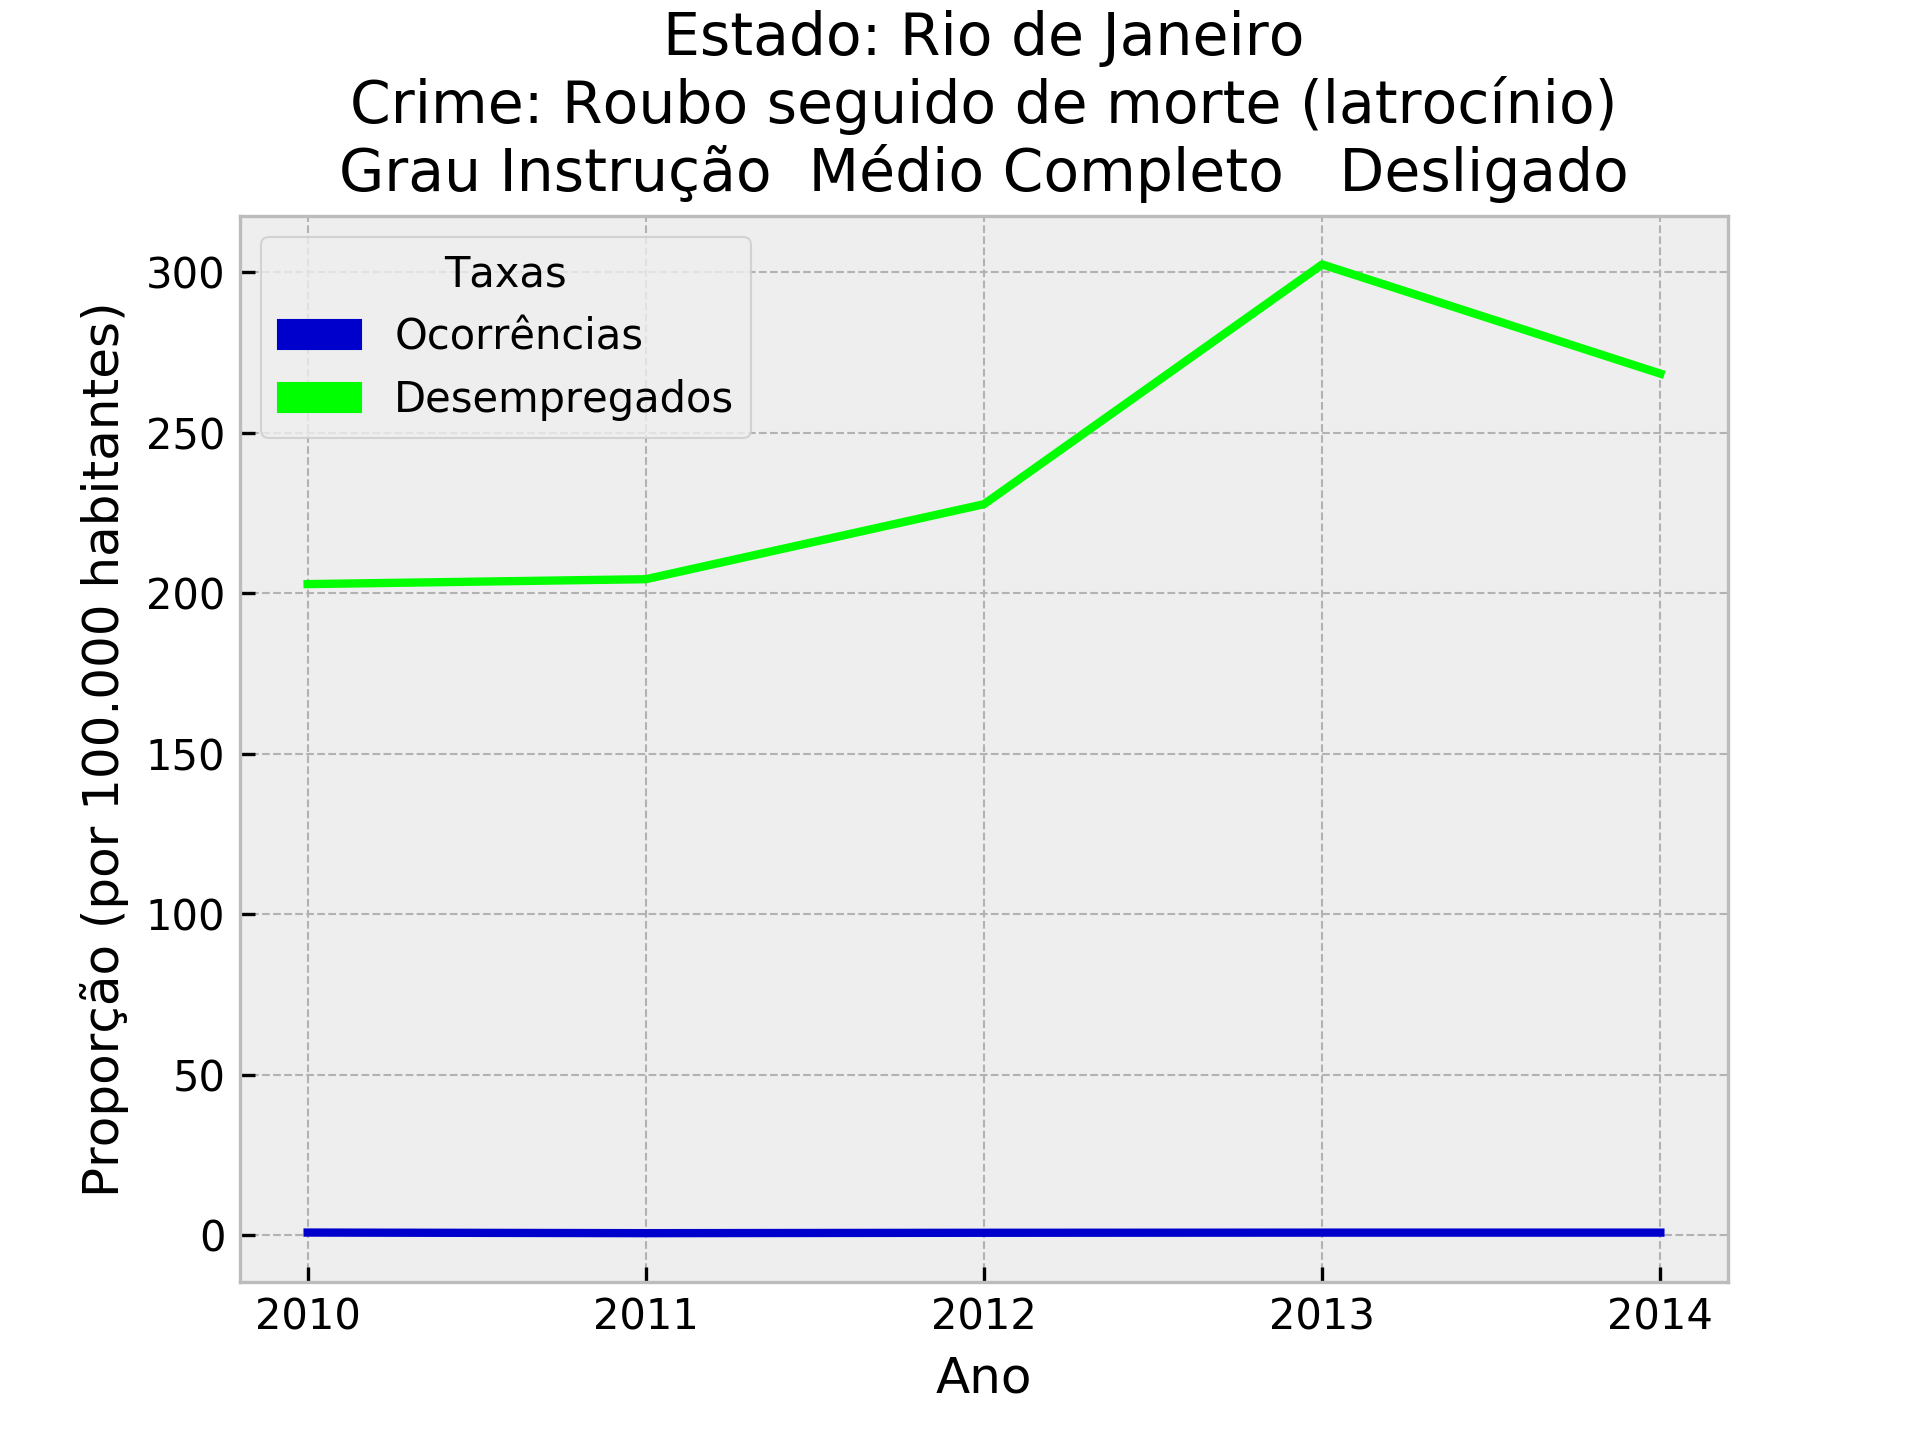 Estado: Rio de Janeiro
Crime: Roubo seguido de morte (latrocínio)
Grau Instrução  Médio Completo   Desligado
Taxas
Ocorrências
Desempregados
Proporção (por 100.000 habitantes)
300
250
200
150
100
50
0
2010 2011 2012 2013 2014
Ano